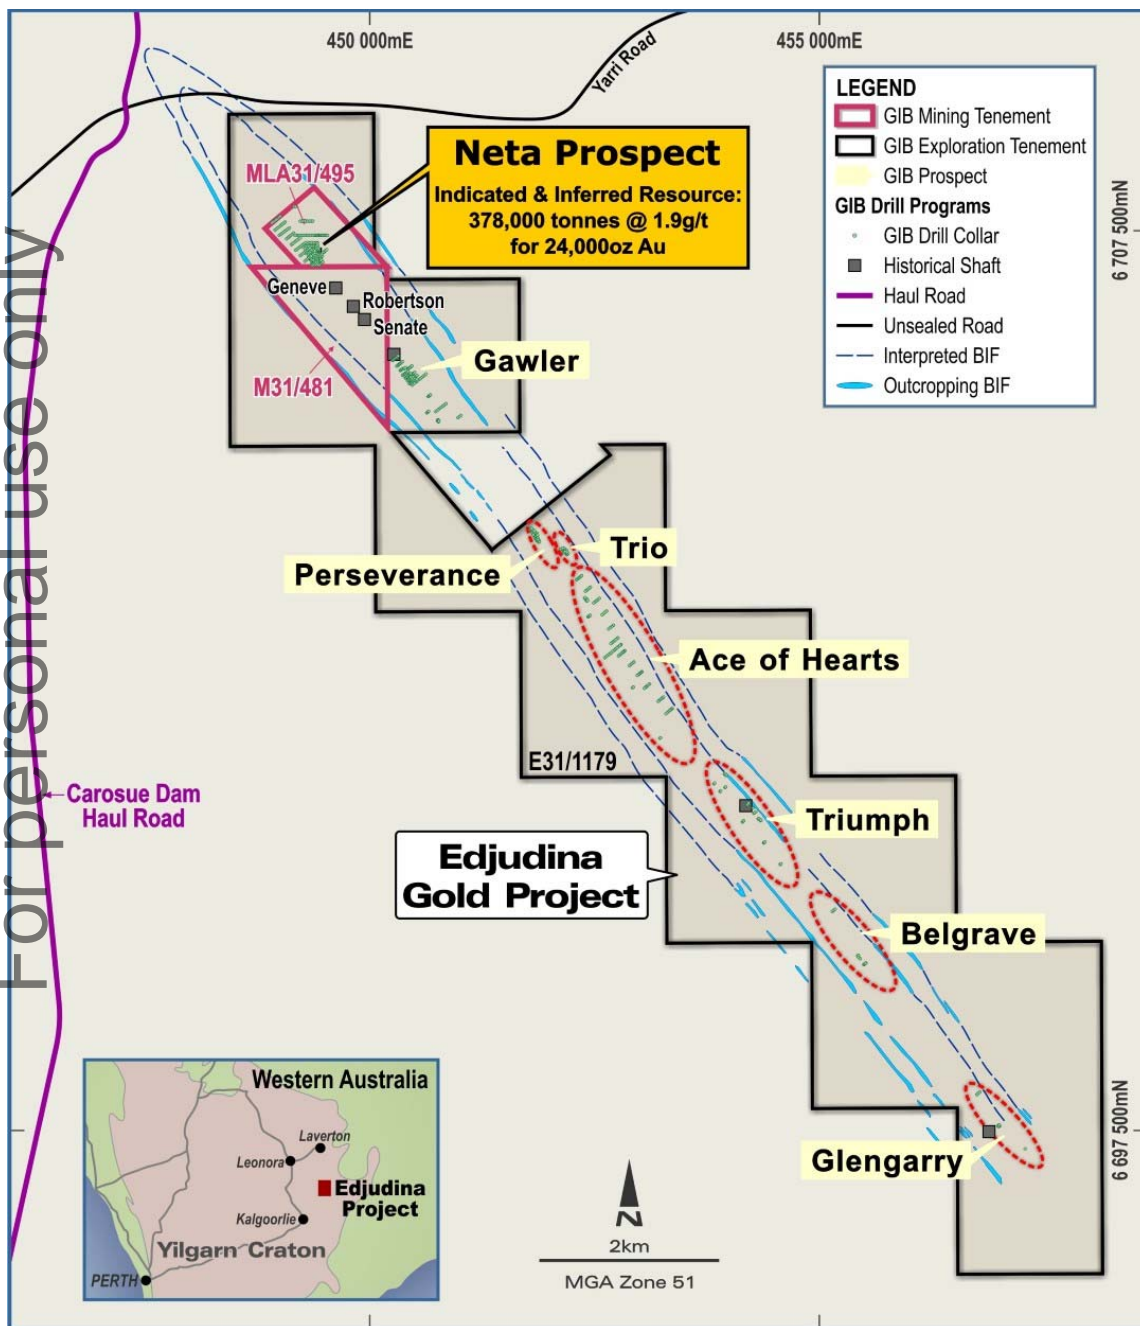 450 000mE
455 000mE
Yarri Road
LEGEND
GIB Mining Tenement
GIB Exploration Tenement
GIB Prospect
GIB Drill Programs
GIB Drill Collar
Historical Shaft
Haul Road
Unsealed Road
Interpreted BIF
Outcropping BIF
6 707 500mN
MLA31/495
Neta Prospect
Indicated & Inferred Resource:
378,000 tonnes @ 1.9g/t
for 24,000oz Au
Geneve
Robertson
Senate
Gawler
M31/481
For personal use only
Perseverance
Trio
Ace of Hearts
E31/1179
Carosue Dam
Haul Road
Triumph
Edjudina
Gold Project
Belgrave
Glengarry
6 697 500mN
Western Australia
Laverton
Leonora
Edjudina
Project
Kalgoorlie
Yilgarn Craton
PERTH
N
2km
MGA Zone 51